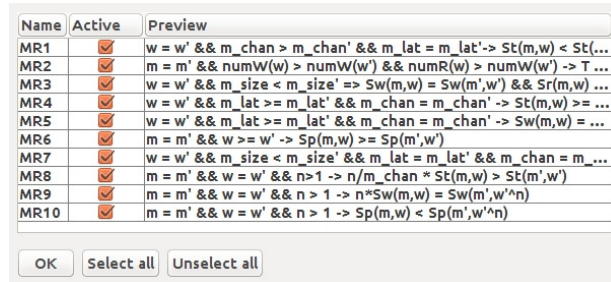 Name Active Preview
MR1 w = w' && m_chan > m_chan' && m_lat = m_lat'-> St(m,w) < St(...
MR2 m = m' && numW(w) > numW(w') && numR(w) > numW(w') -> T ...
MR3 w = w' && m_size < m_size' => Sw(m,w) = Sw(m',w') && Sr(m,w) ...
MR4 w = w' && m_lat >= m_lat' && m_chan = m_chan' -> St(m,w) >= ...
MR5 w = w' && m_lat >= m_lat' && m_chan = m_chan' -> Sw(m,w) = ...
MR6 m = m' && w >= w' -> Sp(m,w) >= Sp(m',w')
MR7 w = w' && m_size < m_size' && m_lat = m_lat' && m_chan = m_...
MR8 m = m' && w = w' && n>1 -> n/m_chan * St(m,w) > St(m',w')
MR9 m = m' && w = w' && n > 1 -> n*Sw(m,w) = Sw(m',w'^n)
MR10 m = m' && w = w' && n > 1 -> Sp(m,w) < Sp(m',w'^n)
OK Select all Unselect all